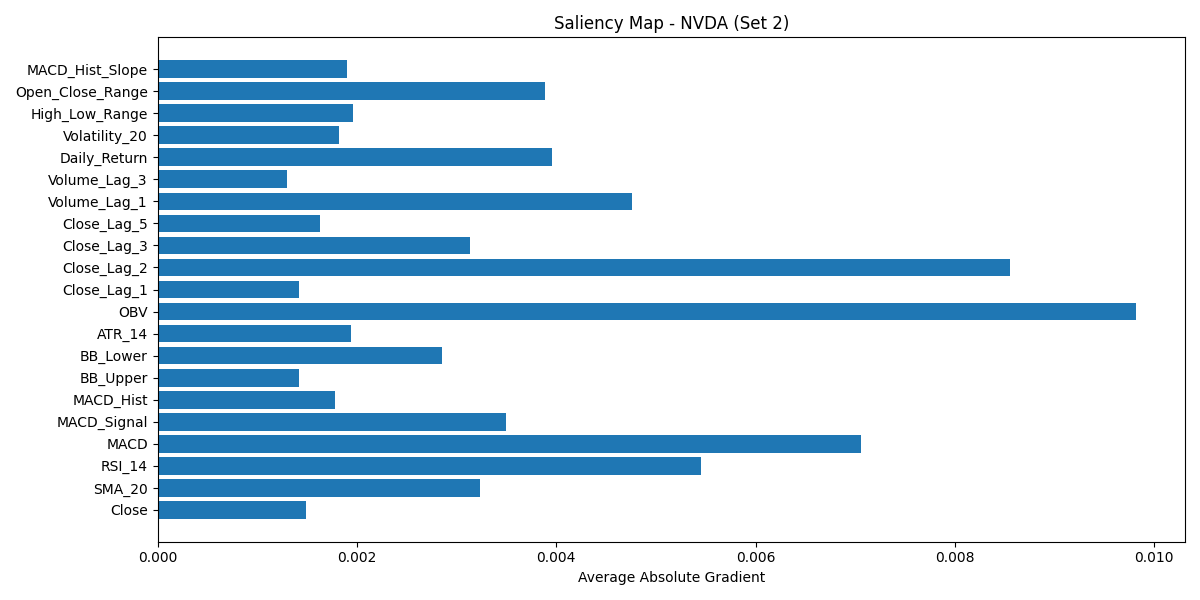 Saliency Map - NVDA (Set 2)
MACD_Hist_Slope
Open_Close_Range
High_Low_Range
Volatility_20
Daily_Return
Volume_Lag_3
Volume_Lag_1
Close_Lag_5
Close_Lag_3
Close_Lag_2
Close_Lag_1
OBV
ATR_14
BB_Lower
BB_Upper
MACD_Hist
MACD_Signal
MACD
RSI_14
SMA_20
Close
0.000 0.002 0.004 0.006 0.008 0.010
Average Absolute Gradient